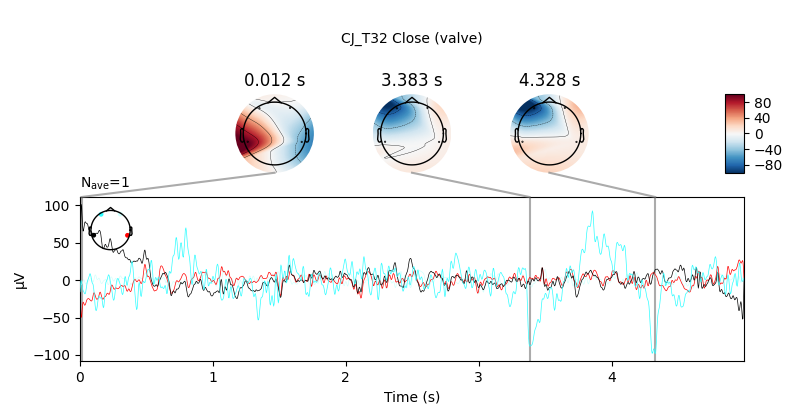 CJ_T32 Close (valve)
0.012 s 3.383 s 4.328 s
80
40
0
−40
−80
Nave=1
100
50
0
−50
−100
µV
0 1 2 3 4
Time (s)